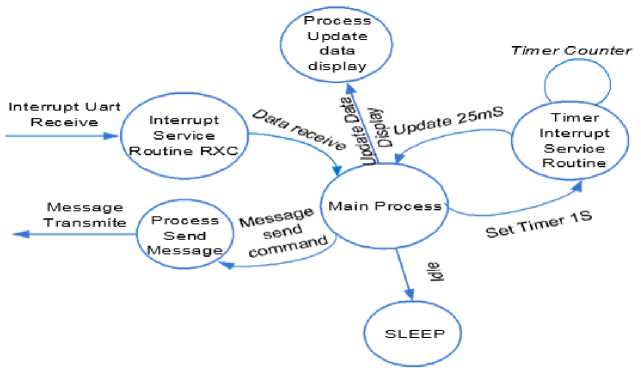 Process
Update
data
display
Timer Counter
Interrupt Uart
Receive
Interrupt
Service
Routine RXC
Data receive
Update Data
Display
Update 25mS
Timer
Interrupt
Service
Routine
Message
Transmite
Process
Send
Message
Message
send
command
Main Process
Set Timer 1S
Idle
SLEEP